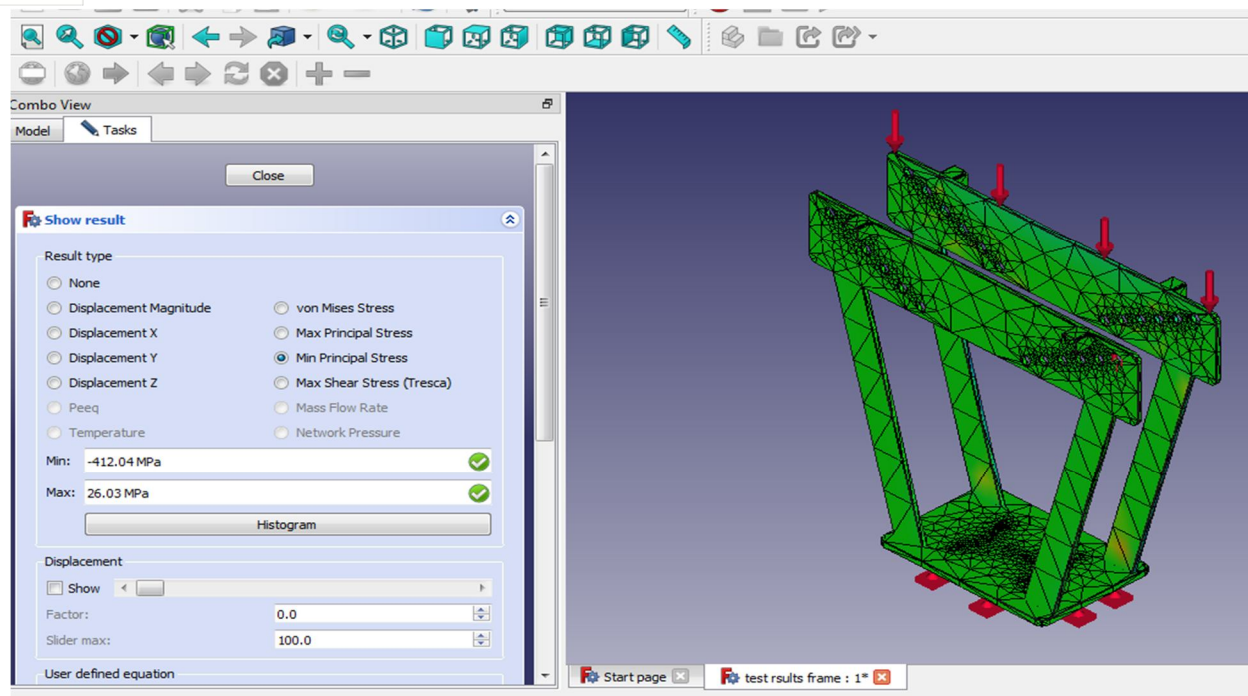 Combo View
Model
Tasks
Close
Show result
Result type
None
Displacement Magnitude
von Mises Stress
Displacement X
Max Principal Stress
Displacement Y
Min Principal Stress
Displacement Z
Max Shear Stress (Tresca)
Peeq
Mass Flow Rate
Temperature
Network Pressure
Min: -412.04 MPa
Max: 26.03 MPa
Histogram
Displacement
Show
Factor: 0.0
Slider max: 100.0
User defined equation
Start page
test rsults frame : 1*